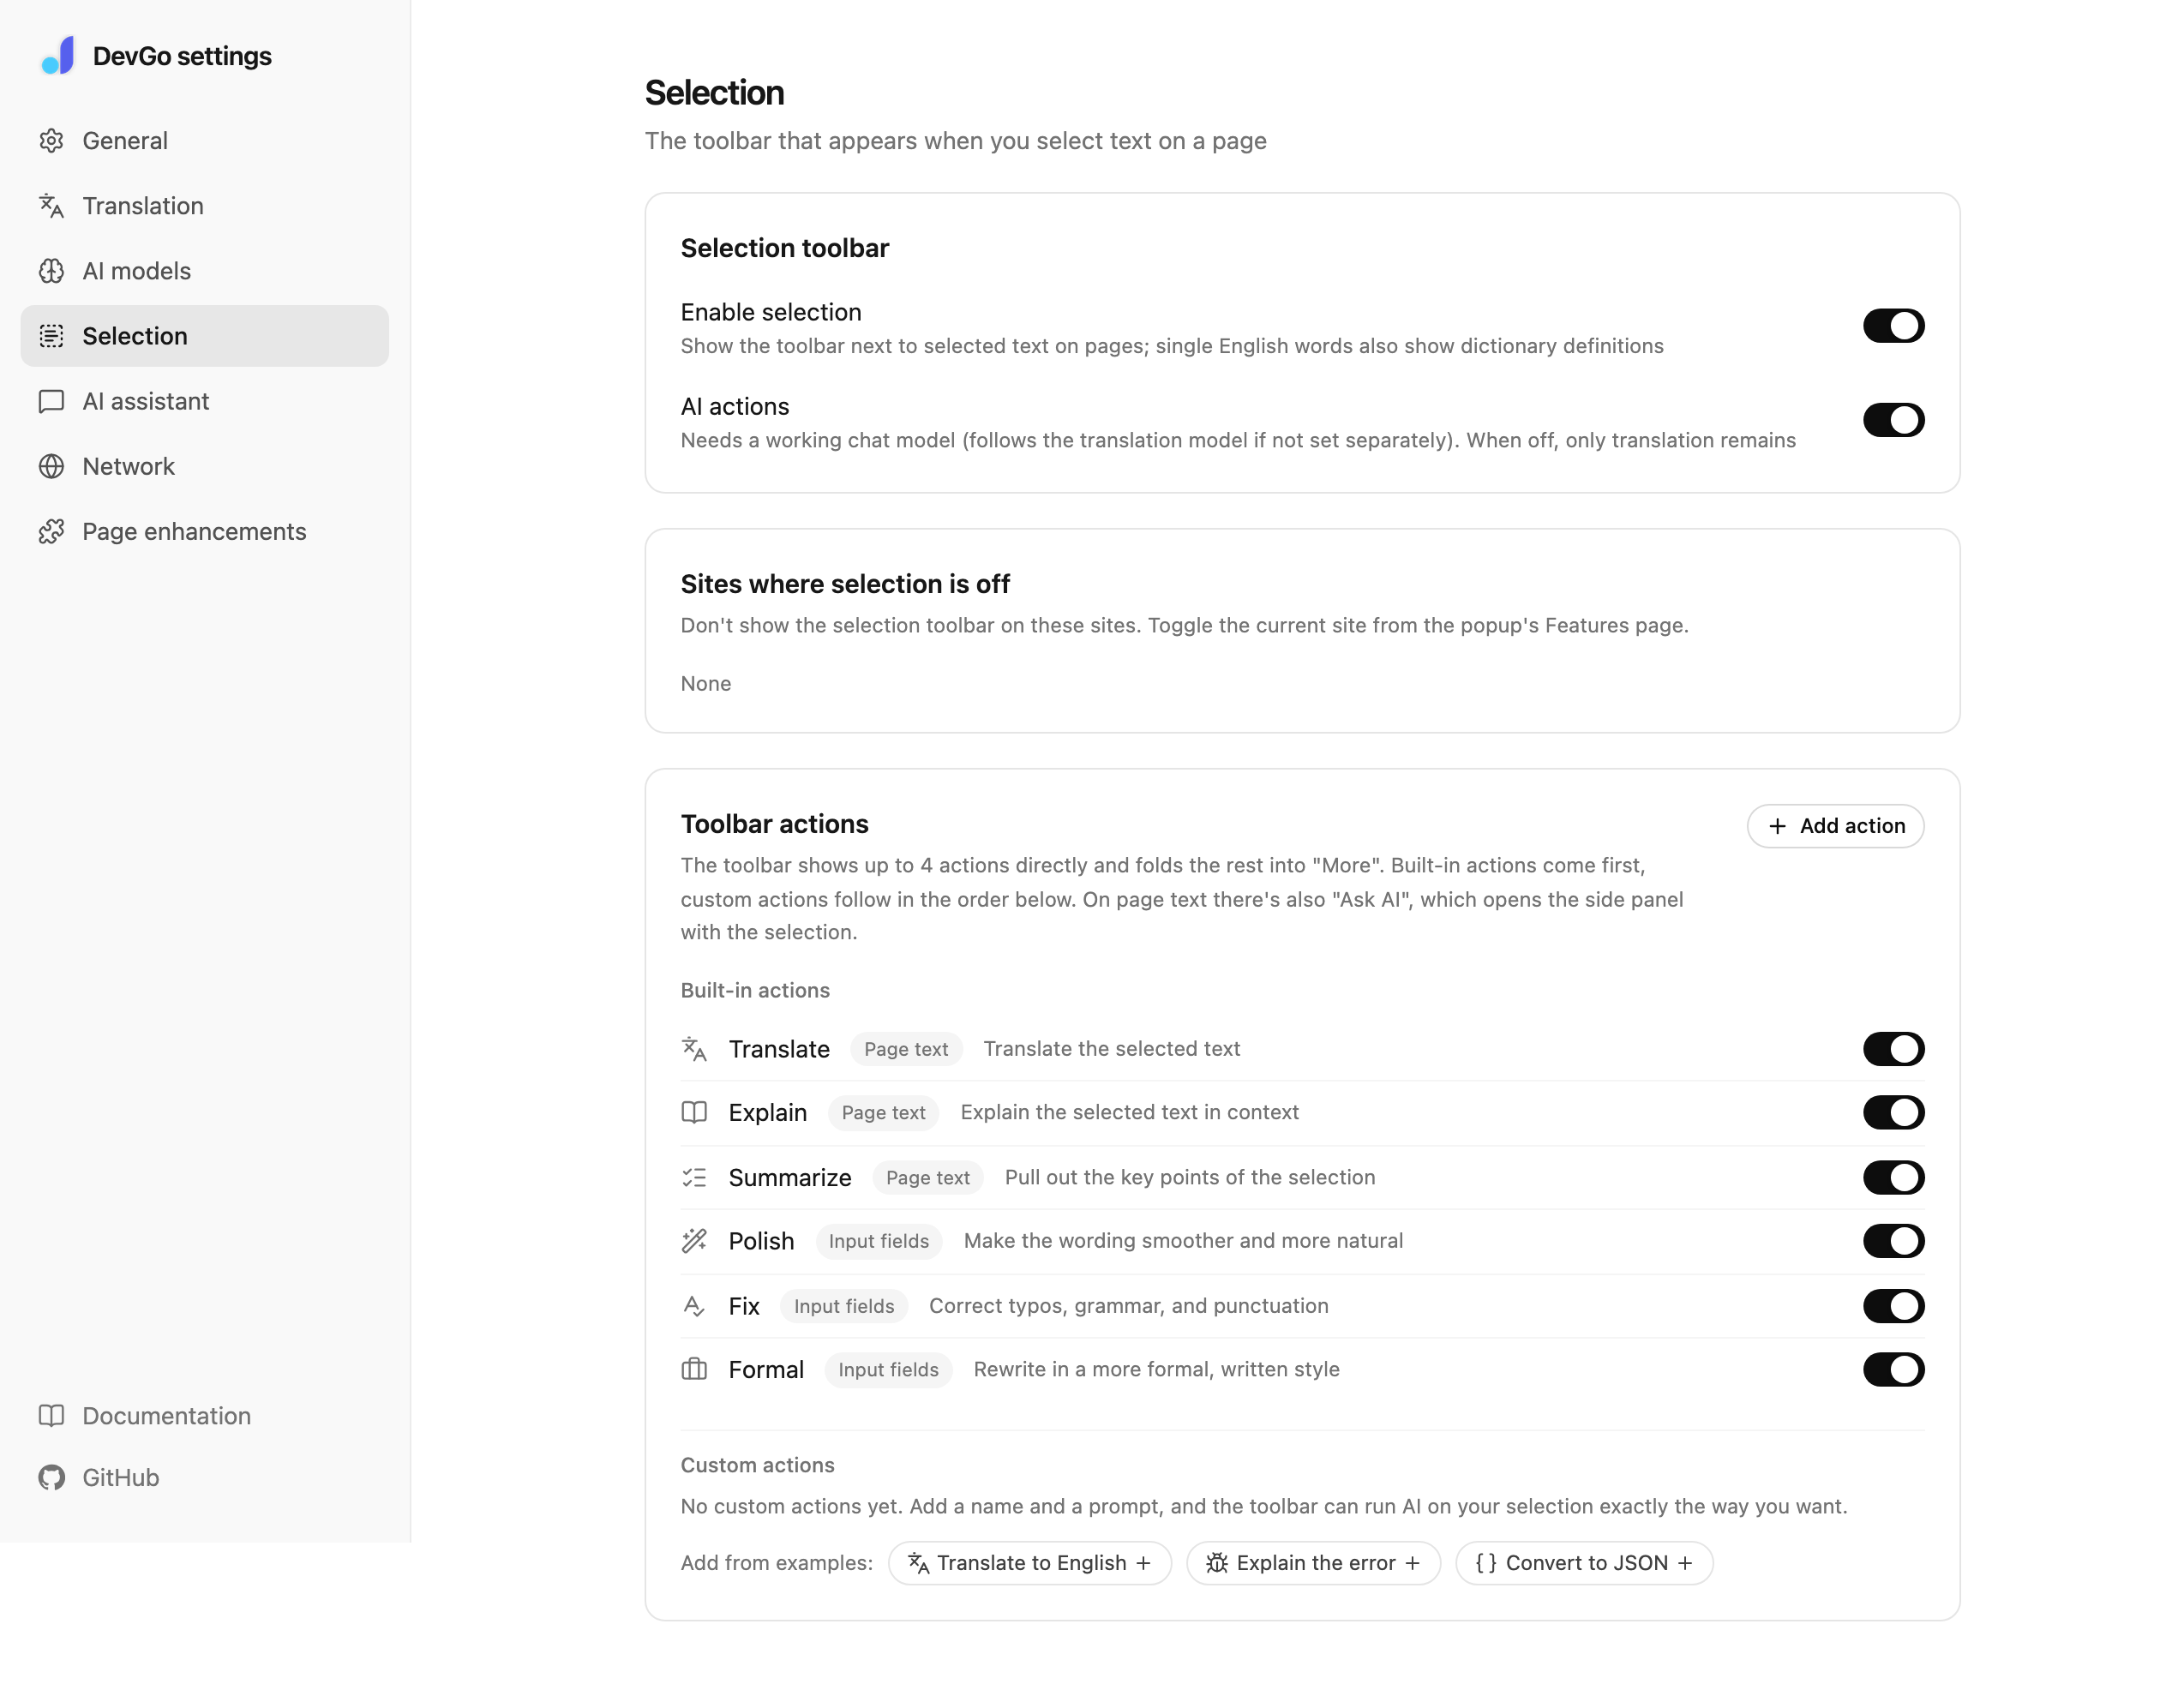 DevGo settings
General
Translation
AI models
Selection
AI assistant
Network
Page enhancements
Documentation
GitHub
Selection
The toolbar that appears when you select text on a page
Selection toolbar
Enable selection
Show the toolbar next to selected text on pages; single English words also show dictionary definitions
AI actions
Needs a working chat model (follows the translation model if not set separately). When off, only translation remains
Sites where selection is off
Don't show the selection toolbar on these sites. Toggle the current site from the popup's Features page.
None
Toolbar actions
Add action
The toolbar shows up to 4 actions directly and folds the rest into "More". Built-in actions come first,
custom actions follow in the order below. On page text there's also "Ask AI", which opens the side panel
with the selection.
Built-in actions
Translate Page text Translate the selected text
Explain Page text Explain the selected text in context
Summarize Page text Pull out the key points of the selection
Polish Input fields Make the wording smoother and more natural
Fix Input fields Correct typos, grammar, and punctuation
Formal Input fields Rewrite in a more formal, written style
Custom actions
No custom actions yet. Add a name and a prompt, and the toolbar can run AI on your selection exactly the way you want.
Add from examples: Translate to English + Explain the error + {} Convert to JSON +